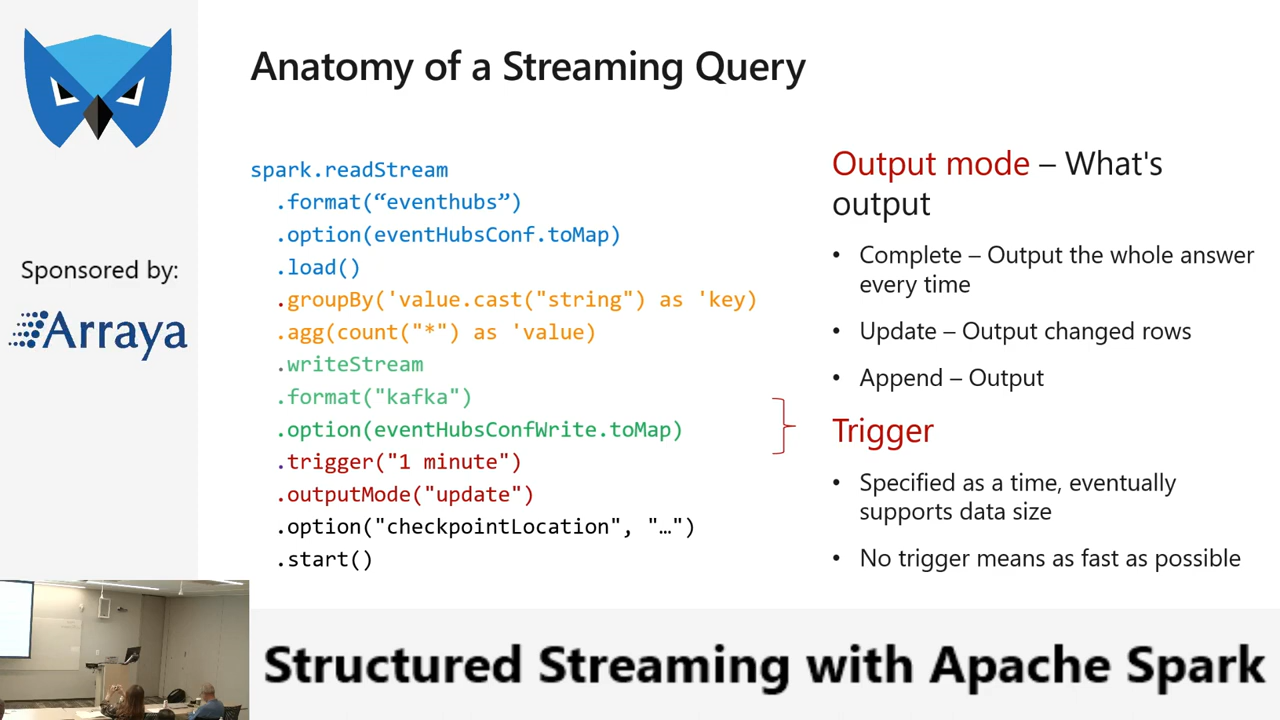 Anatomy of a Streaming Query
Sponsored by:
Arraya
spark.readStream
.format(“eventhubs”)
.option(eventHubsConf.toMap)
.load()
.groupBy('value.cast("string") as 'key)
.agg(count("*") as 'value)
.writeStream
.format("kafka")
.option(eventHubsConfWrite.toMap)
.trigger("1 minute")
.outputMode("update")
.option("checkpointLocation", "…")
.start()
Output mode – What's
output
• Complete – Output the whole answer
every time
• Update – Output changed rows
• Append – Output
Trigger
• Specified as a time, eventually
supports data size
• No trigger means as fast as possible
Structured Streaming with Apache Spark